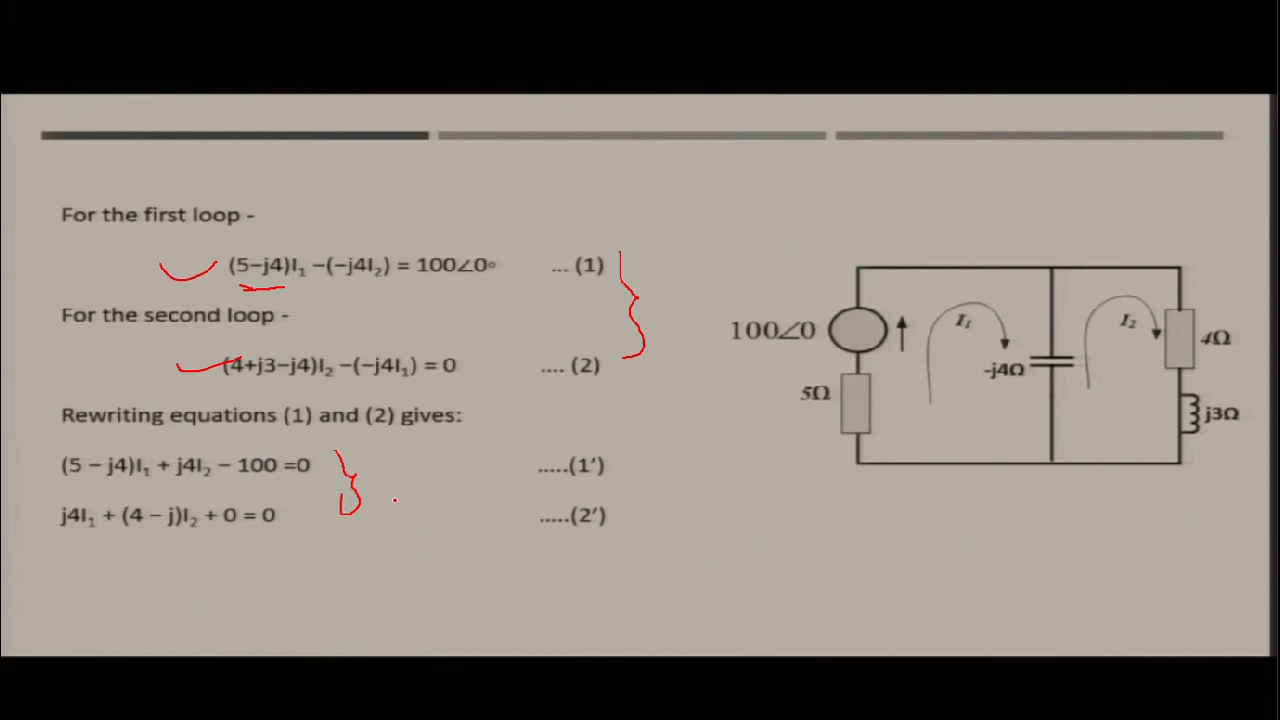 For the first loop -
(5−j4)I₁ −(−j4I₂) = 100∠0∘ ... (1)
For the second loop -
(4+j3−j4)I₂ −(−j4I₁) = 0 .... (2)
Rewriting equations (1) and (2) gives:
(5 − j4)I₁ + j4I₂ − 100 =0 .....(1′)
j4I₁ + (4 − j)I₂ + 0 = 0 .....(2′)
100∠0
5Ω
I₁
-j4Ω
I₂
4Ω
j3Ω